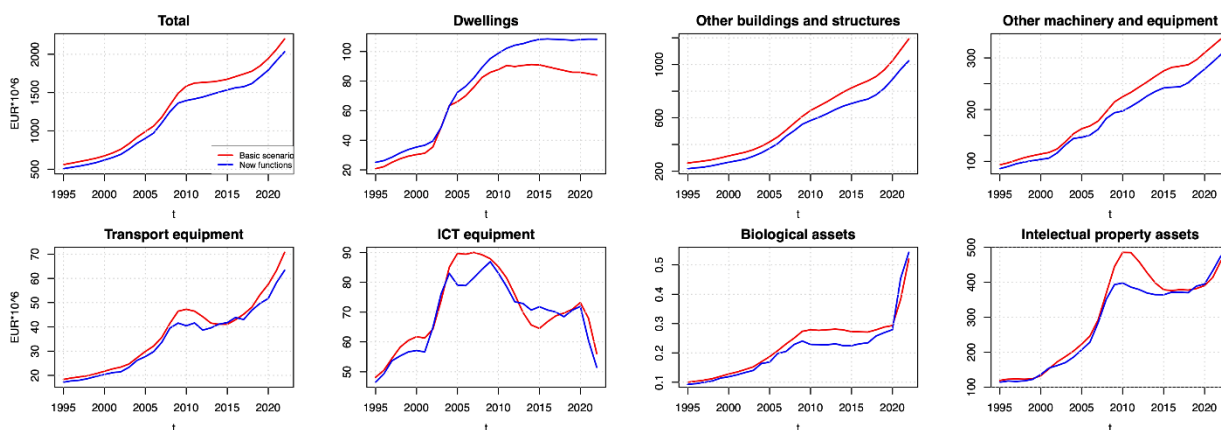 Total
EUR*10^6
500
1000
1500
2000
Basic scenario
New functions
1995 2000 2005 2010 2015 2020
t
Dwellings
20
40
60
80
100
1995 2000 2005 2010 2015 2020
t
Other buildings and structures
200
600
1000
1995 2000 2005 2010 2015 2020
t
Other machinery and equipment
100
200
300
1995 2000 2005 2010 2015 2020
t
Transport equipment
EUR*10^6
20
30
40
50
60
70
1995 2000 2005 2010 2015 2020
t
ICT equipment
50
60
70
80
90
1995 2000 2005 2010 2015 2020
t
Biological assets
0.1
0.2
0.3
0.4
0.5
1995 2000 2005 2010 2015 2020
t
Intelectual property assets
100
200
300
400
500
1995 2000 2005 2010 2015 2020
t